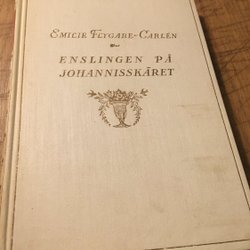 EMILIE FLYGARE-CARLÉN
ENSLINGEN PÅ
JOHANNISSKÄRET